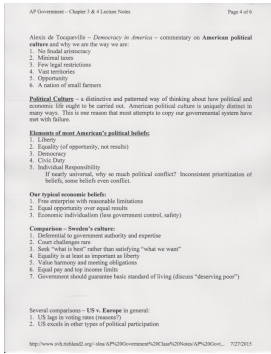 AP Government – Chapter 3 & 4 Lecture Notes Page 4 of 6
Alexis de Tocqueville – Democracy in America – commentary on American political
culture and why we are the way we are:
1. No feudal aristocracy
2. Minimal taxes
3. Few legal restrictions
4. Vast territories
5. Opportunity
6. A nation of small farmers
Political Culture – a distinctive and patterned way of thinking about how political and
economic life ought to be carried out. American political culture is uniquely distinct in
many ways. This is one reason that most attempts to copy our governmental system have
met with failure.
Elements of most American's political beliefs:
1. Liberty
2. Equality (of opportunity, not results)
3. Democracy
4. Civic Duty
5. Individual Responsibility
If nearly universal, why so much political conflict? Inconsistent prioritization of
beliefs, some beliefs even conflict.
Our typical economic beliefs:
1. Free enterprise with reasonable limitations
2. Equal opportunity over equal results
3. Economic individualism (less government control, safety)
Comparison – Sweden's culture:
1. Deferential to government authority and expertise
2. Court challenges rare
3. Seek "what is best" rather than satisfying "what we want"
4. Equality is at least as important as liberty
5. Value harmony and meeting obligations
6. Equal pay and top income limits
7. Government should guarantee basic standard of living (discuss "deserving poor")
Several comparisons – US v. Europe in general:
1. US lags in voting rates (reasons?)
2. US excels in other types of political participation
7/27/2015